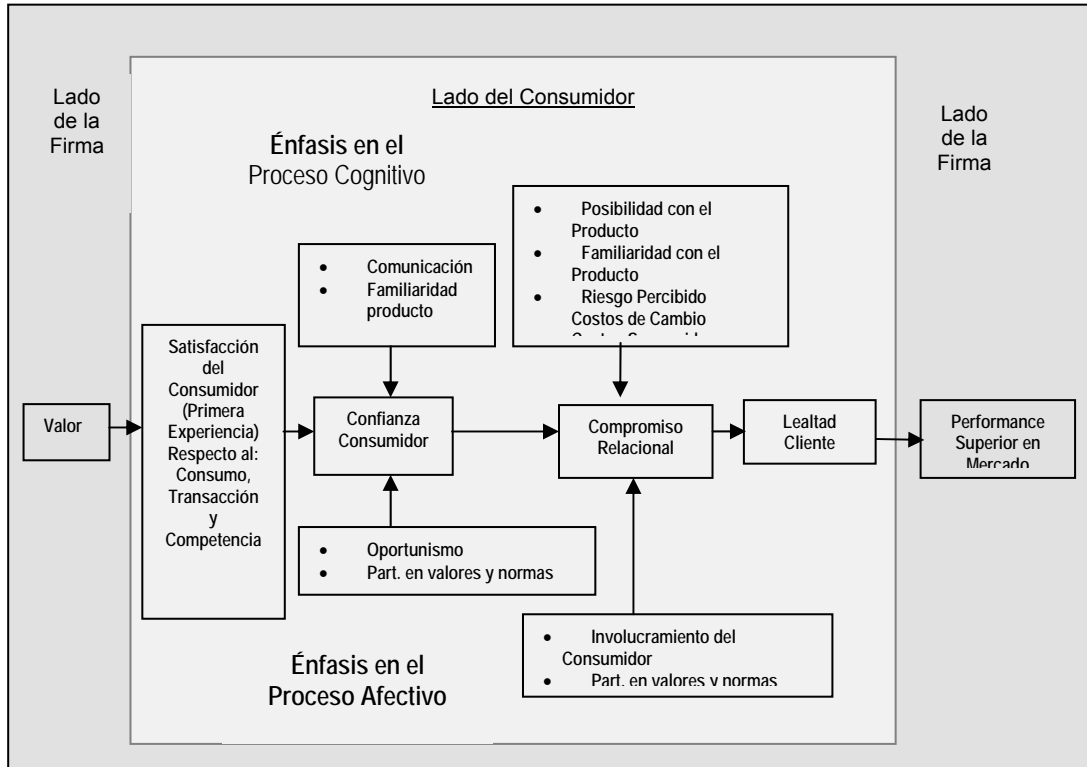 Lado
de la
Firma
Lado del Consumidor
Lado
de la
Firma
Énfasis en el
Proceso Cognitivo
• Comunicación
• Familiaridad
producto
• Posibilidad con el
Producto
• Familiaridad con el
Producto
• Riesgo Percibido
Costos de Cambio
Valor
Satisfacción
del
Consumidor
(Primera
Experiencia)
Respecto al:
Consumo,
Transacción
y
Competencia
Confianza
Consumidor
Compromiso
Relacional
Lealtad
Cliente
Performance
Superior en
Mercado
• Oportunismo
• Part. en valores y normas
• Involucramiento del
Consumidor
• Part. en valores y normas
Énfasis en el
Proceso Afectivo